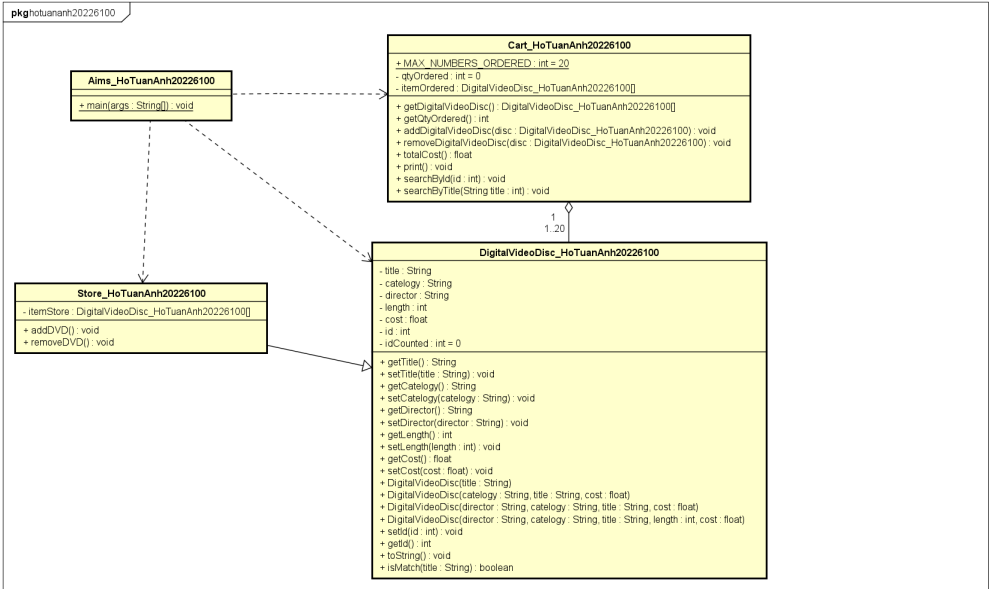 pkg hotuananh20226100
Cart_HoTuanAnh20226100
+ MAX_NUMBERS_ORDERED : int = 20
- qtyOrdered : int = 0
- itemOrdered : DigitalVideoDisc_HoTuanAnh20226100[]
+ getDigitalVideoDisc() : DigitalVideoDisc_HoTuanAnh20226100[]
+ getQtyOrdered() : int
+ addDigitalVideoDisc(disc : DigitalVideoDisc_HoTuanAnh20226100) : void
+ removeDigitalVideoDisc(disc : DigitalVideoDisc_HoTuanAnh20226100) : void
+ totalCost() : float
+ print() : void
+ searchById(id : int) : void
+ searchByTitle(String title : int) : void
Aims_HoTuanAnh20226100
+ main(args : String[]) : void
1
1..20
DigitalVideoDisc_HoTuanAnh20226100
- title : String
- catelogy : String
- director : String
- length : int
- cost : float
- id : int
- idCounted : int = 0
+ getTitle() : String
+ setTitle(title : String) : void
+ getCatelogy() : String
+ setCatelogy(catelogy : String) : void
+ getDirector() : String
+ setDirector(director : String) : void
+ getLength() : int
+ setLength(length : int) : void
+ getCost() : float
+ setCost(cost : float) : void
+ DigitalVideoDisc(title : String)
+ DigitalVideoDisc(catelogy : String, title : String, cost : float)
+ DigitalVideoDisc(director : String, catelogy : String, title : String, cost : float)
+ DigitalVideoDisc(director : String, catelogy : String, title : String, length : int, cost : float)
+ setId(id : int) : void
+ getId() : int
+ toString() : void
+ isMatch(title : String) : boolean
Store_HoTuanAnh20226100
- itemStore : DigitalVideoDisc_HoTuanAnh20226100[]
+ addDVD() : void
+ removeDVD() : void